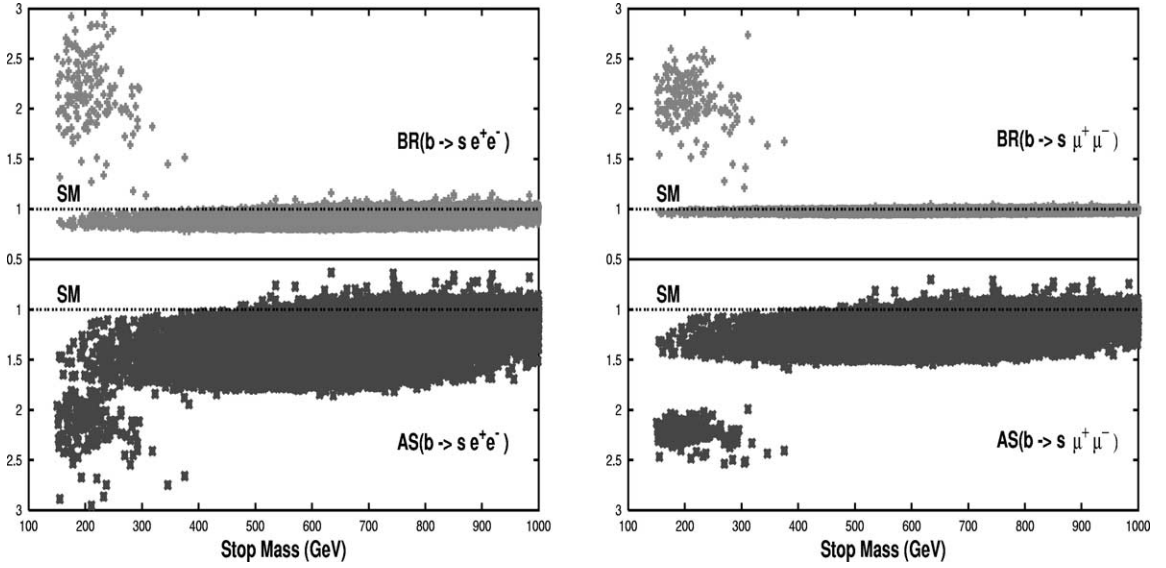 3
2.5
2
1.5
1
0.5
1
1.5
2
2.5
3
SM
BR(b -> s e+e-)
SM
AS(b -> s e+e-)
100 200 300 400 500 600 700 800 900 1000
Stop Mass (GeV)
3
2.5
2
1.5
1
0.5
1
1.5
2
2.5
3
SM
BR(b -> s μ+ μ-)
SM
AS(b -> s μ+ μ-)
100 200 300 400 500 600 700 800 900 1000
Stop Mass (GeV)